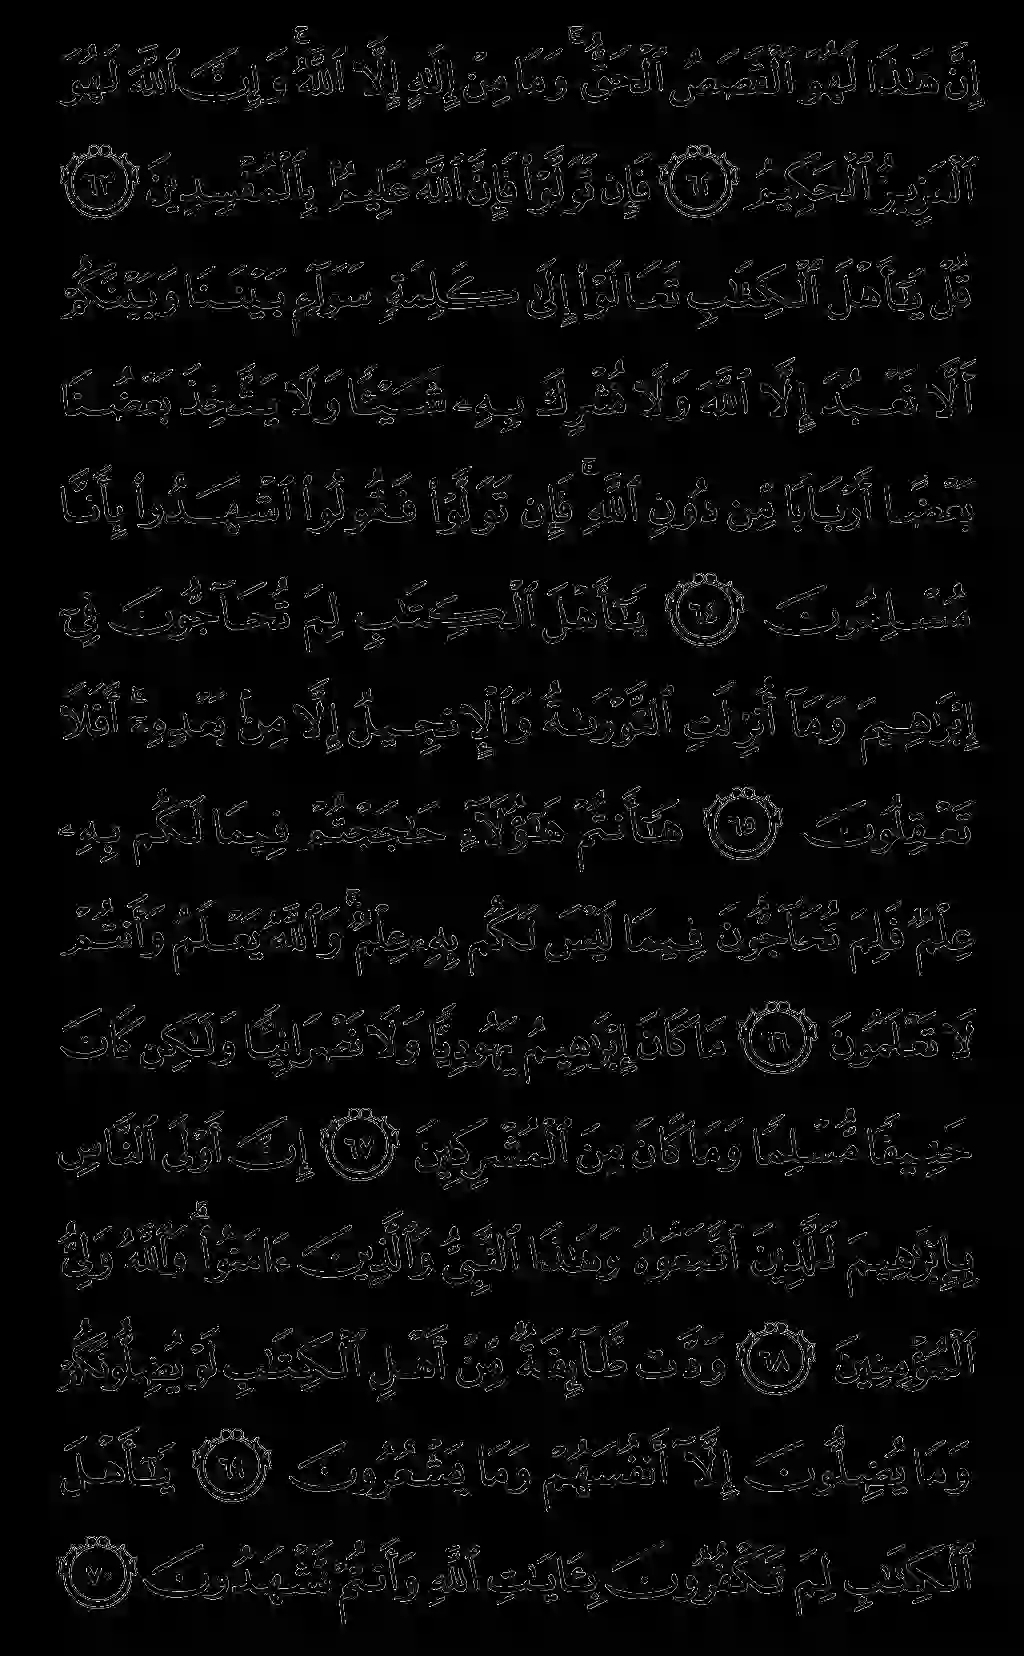 إِنَّ هَـٰذَا لَهُوَ ٱلْقَصَصُ ٱلْحَقُّ ۚ وَمَا مِنْ إِلَـٰهٍ إِلَّا ٱللَّهُ ۚ وَإِنَّ ٱللَّهَ لَهُوَ
ٱلْعَزِيزُ ٱلْحَكِيمُ ٦٢ فَإِن تَوَلَّوْا۟ فَإِنَّ ٱللَّهَ عَلِيمٌۢ بِٱلْمُفْسِدِينَ ٦٣
قُلْ يَـٰٓأَهْلَ ٱلْكِتَـٰبِ تَعَالَوْا۟ إِلَىٰ كَلِمَةٍ سَوَآءٍۭ بَيْنَنَا وَبَيْنَكُمْ
أَلَّا نَعْبُدَ إِلَّا ٱللَّهَ وَلَا نُشْرِكَ بِهِۦ شَيْـًٔا وَلَا يَتَّخِذَ بَعْضُنَا
بَعْضًا أَرْبَابًا مِّن دُونِ ٱللَّهِ ۚ فَإِن تَوَلَّوْا۟ فَقُولُوا۟ ٱشْهَدُوا۟ بِأَنَّا
مُسْلِمُونَ ٦٤ يَـٰٓأَهْلَ ٱلْكِتَـٰبِ لِمَ تُحَآجُّونَ فِىٓ
إِبْرَٰهِيمَ وَمَآ أُنزِلَتِ ٱلتَّوْرَىٰةُ وَٱلْإِنجِيلُ إِلَّا مِنۢ بَعْدِهِۦٓ ۚ أَفَلَا
تَعْقِلُونَ ٦٥ هَـٰٓأَنتُمْ هَـٰٓؤُلَآءِ حَـٰجَجْتُمْ فِيمَا لَكُم بِهِۦ
عِلْمٌ فَلِمَ تُحَآجُّونَ فِيمَا لَيْسَ لَكُم بِهِۦ عِلْمٌ ۚ وَٱللَّهُ يَعْلَمُ وَأَنتُمْ
لَا تَعْلَمُونَ ٦٦ مَا كَانَ إِبْرَٰهِيمُ يَهُودِيًّا وَلَا نَصْرَانِيًّا وَلَـٰكِن كَانَ
حَنِيفًا مُّسْلِمًا وَمَا كَانَ مِنَ ٱلْمُشْرِكِينَ ٦٧ إِنَّ أَوْلَى ٱلنَّاسِ
بِإِبْرَٰهِيمَ لَلَّذِينَ ٱتَّبَعُوهُ وَهَـٰذَا ٱلنَّبِىُّ وَٱلَّذِينَ ءَامَنُوا۟ ۗ وَٱللَّهُ وَلِىُّ
ٱلْمُؤْمِنِينَ ٦٨ وَدَّت طَّآئِفَةٌ مِّنْ أَهْلِ ٱلْكِتَـٰبِ لَوْ يُضِلُّونَكُمْ
وَمَا يُضِلُّونَ إِلَّآ أَنفُسَهُمْ وَمَا يَشْعُرُونَ ٦٩ يَـٰٓأَهْلَ
ٱلْكِتَـٰبِ لِمَ تَكْفُرُونَ بِـَٔايَـٰتِ ٱللَّهِ وَأَنتُمْ تَشْهَدُونَ ٧٠